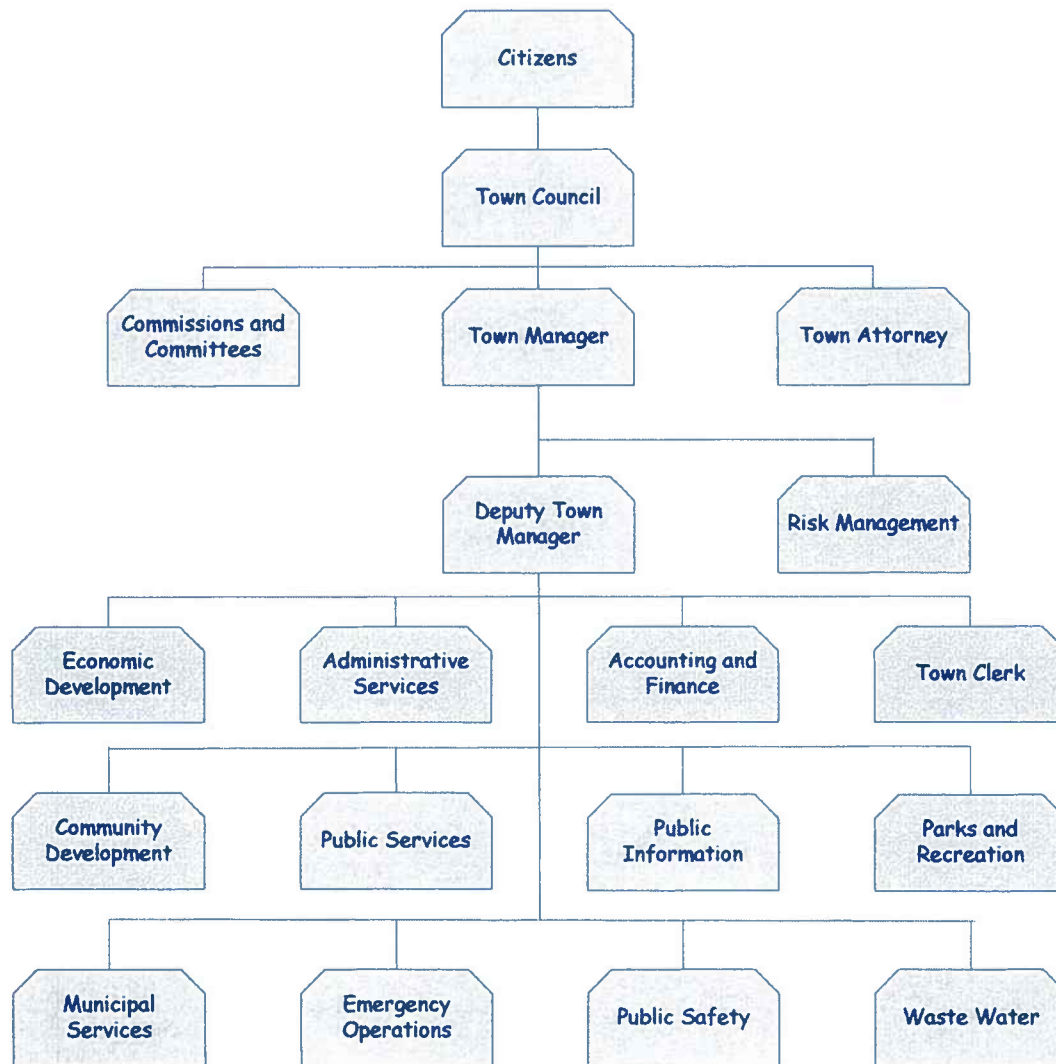 Citizens
Town Council
Commissions and
Committees
Town Manager
Town Attorney
Deputy Town
Manager
Risk Management
Economic
Development
Administrative
Services
Accounting and
Finance
Town Clerk
Community
Development
Public Services
Public
Information
Parks and
Recreation
Municipal
Services
Emergency
Operations
Public Safety
Waste Water